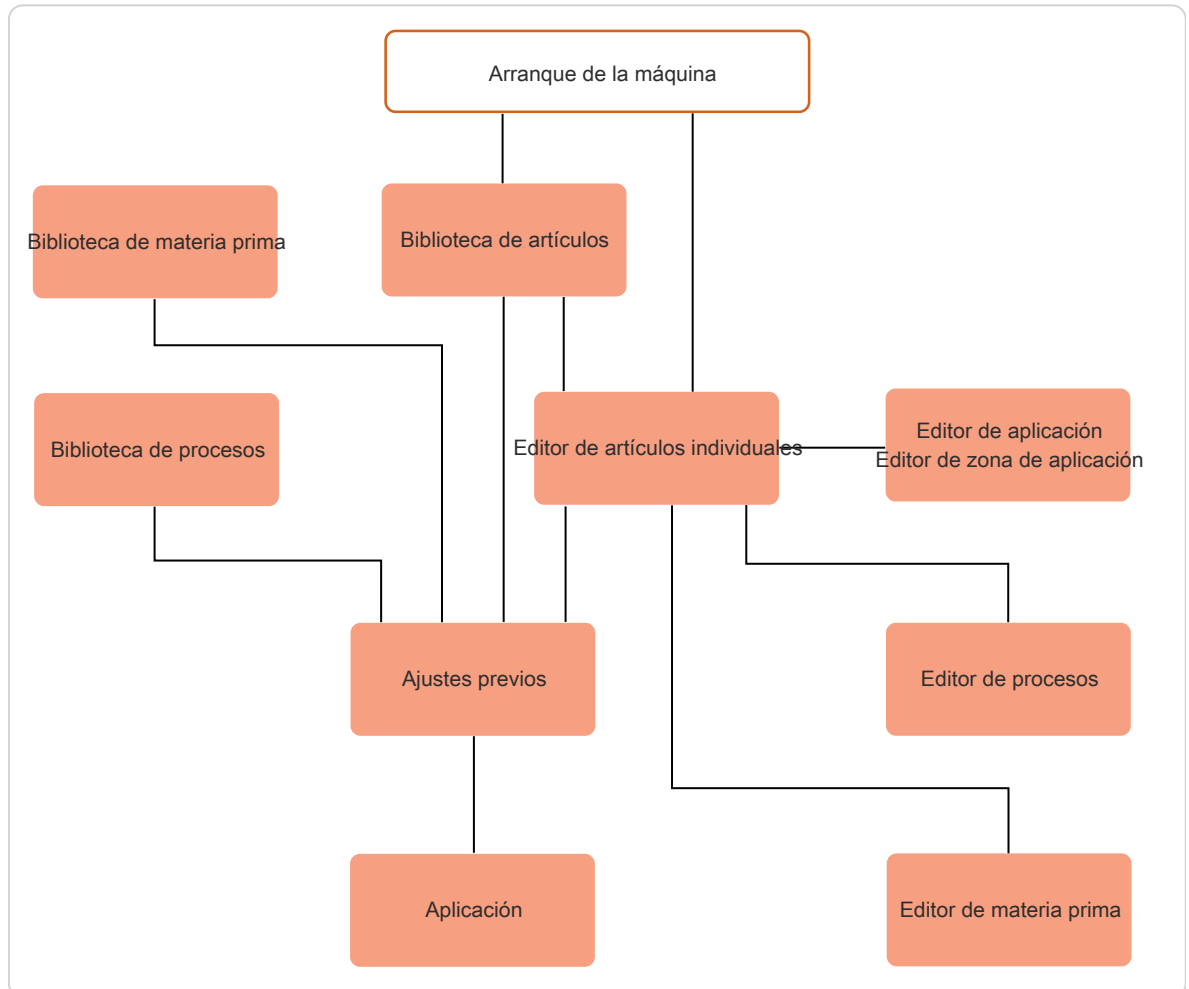 Arranque de la máquina
Biblioteca de materia prima
Biblioteca de artículos
Biblioteca de procesos
Editor de artículos individuales
Editor de aplicación
Editor de zona de aplicación
Ajustes previos
Editor de procesos
Aplicación
Editor de materia prima